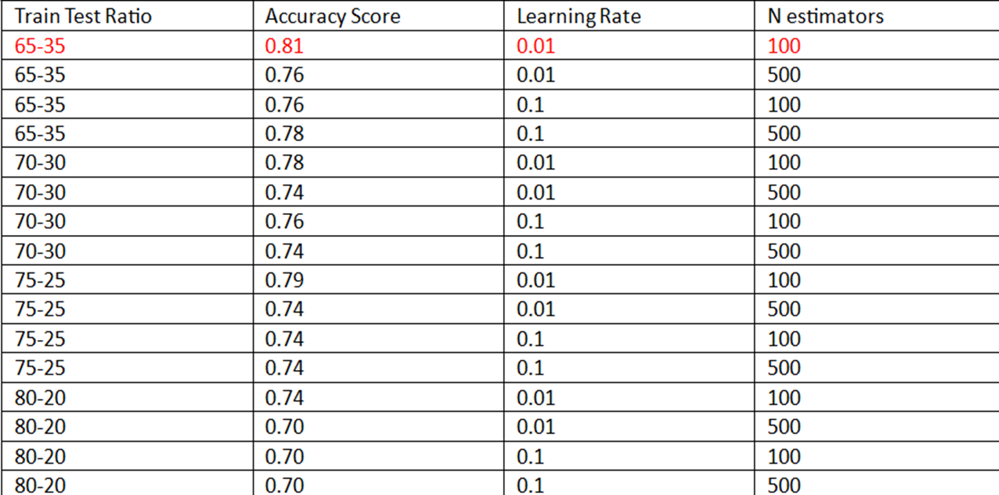 Train Test Ratio Accuracy Score Learning Rate N estimators
65-35 0.81 0.01 100
65-35 0.76 0.01 500
65-35 0.76 0.1 100
65-35 0.78 0.1 500
70-30 0.78 0.01 100
70-30 0.74 0.01 500
70-30 0.76 0.1 100
70-30 0.74 0.1 500
75-25 0.79 0.01 100
75-25 0.74 0.01 500
75-25 0.74 0.1 100
75-25 0.74 0.1 500
80-20 0.74 0.01 100
80-20 0.70 0.01 500
80-20 0.70 0.1 100
80-20 0.70 0.1 500